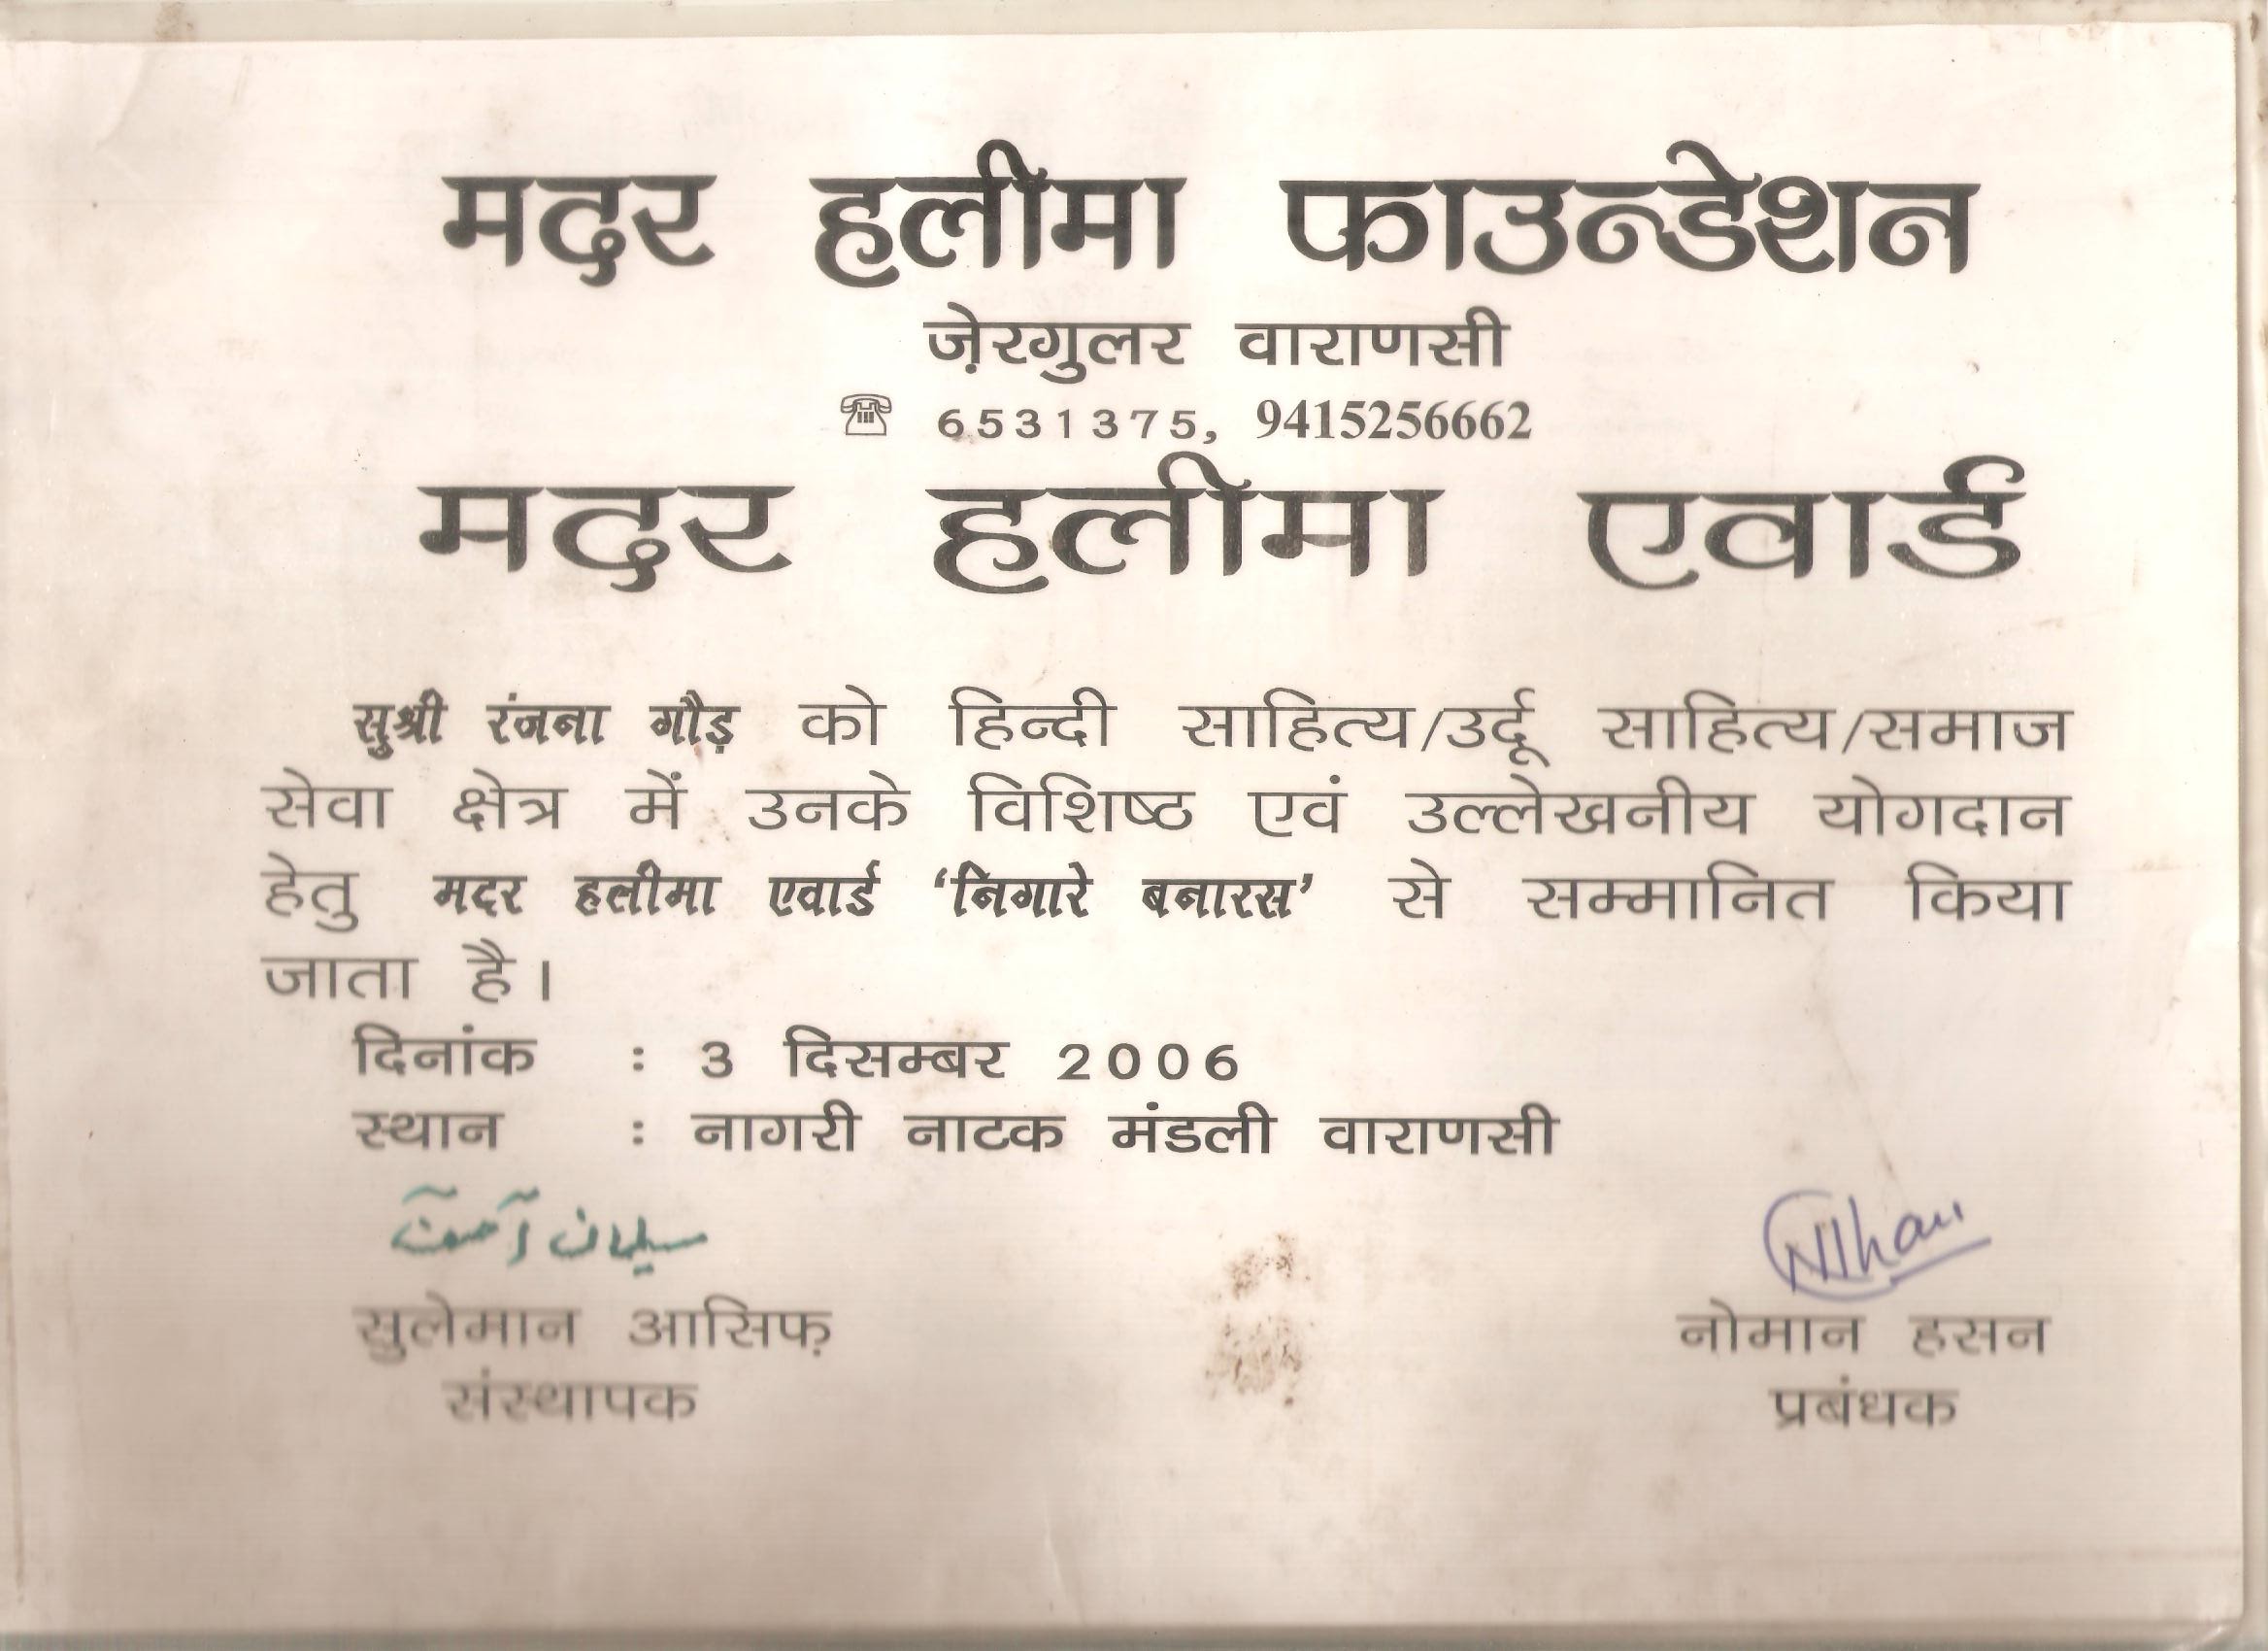 मदर हलीमा फाउन्डेशन
ज़ेरगुलर वाराणसी
☎ 6531375, 9415256662
मदर हलीमा एवार्ड
सुश्री रंजना गौड़ को हिन्दी साहित्य/उर्दू साहित्य/समाज
सेवा क्षेत्र में उनके विशिष्ठ एवं उल्लेखनीय योगदान
हेतु मदर हलीमा एवार्ड ‘निगारे बनारस’ से सम्मानित किया
जाता है।
दिनांक : 3 दिसम्बर 2006
स्थान : नागरी नाटक मंडली वाराणसी
سلیمان آصف
सुलेमान आसिफ़
नोमान हसन
संस्थापक
प्रबंधक